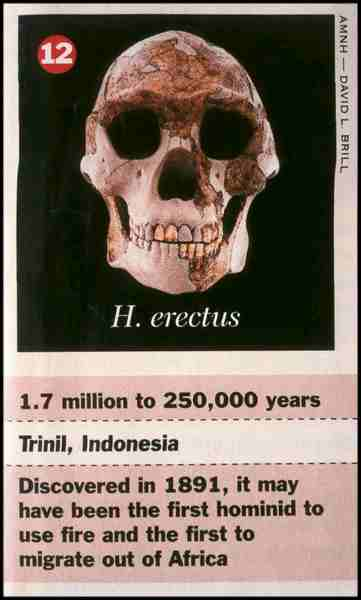 12
AMNH — DAVID L. BRILL
H. erectus
1.7 million to 250,000 years
Trinil, Indonesia
Discovered in 1891, it may
have been the first hominid to
use fire and the first to
migrate out of Africa